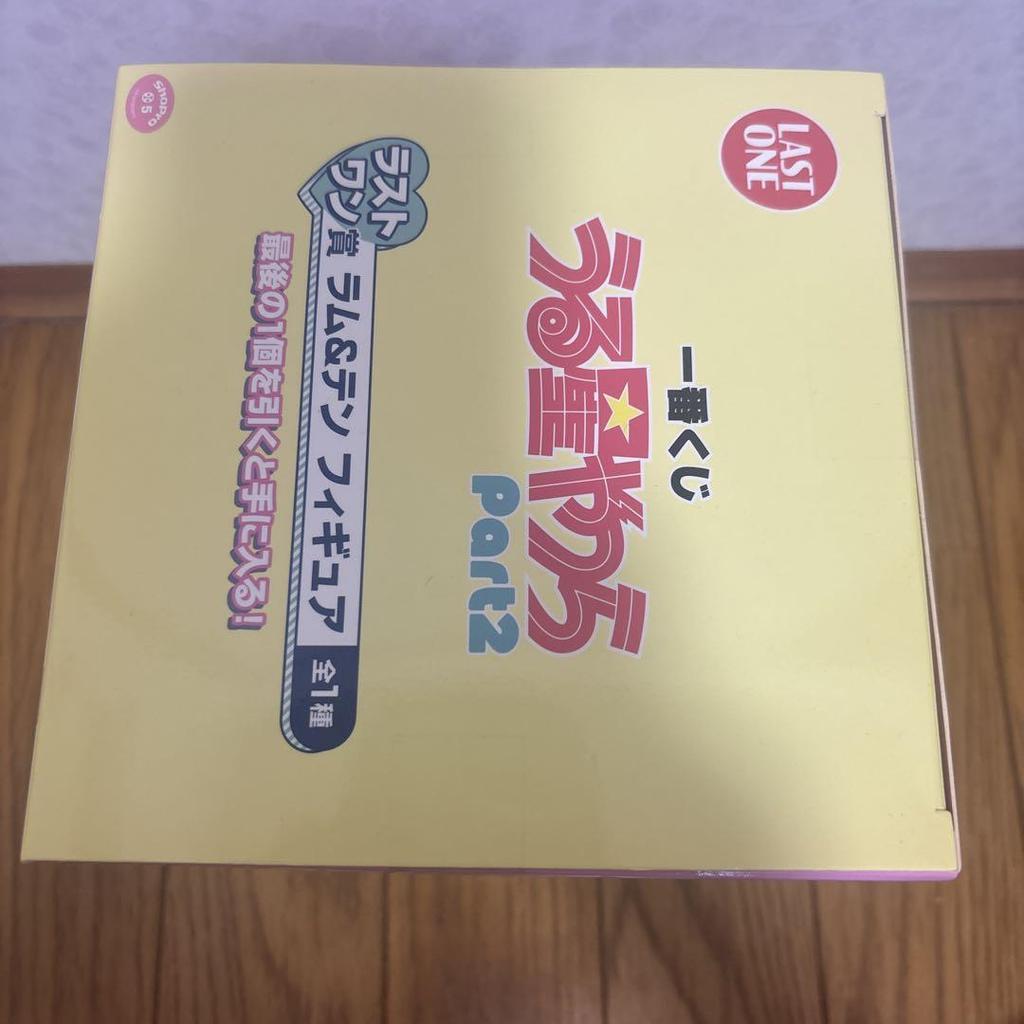 LAST
ONE
一番くじ
うる星やつら
Part2
ラスト
ワン賞 ラム&テン フィギュア 全1種
最後の1個を引くと手に入る!
ShoPro
5